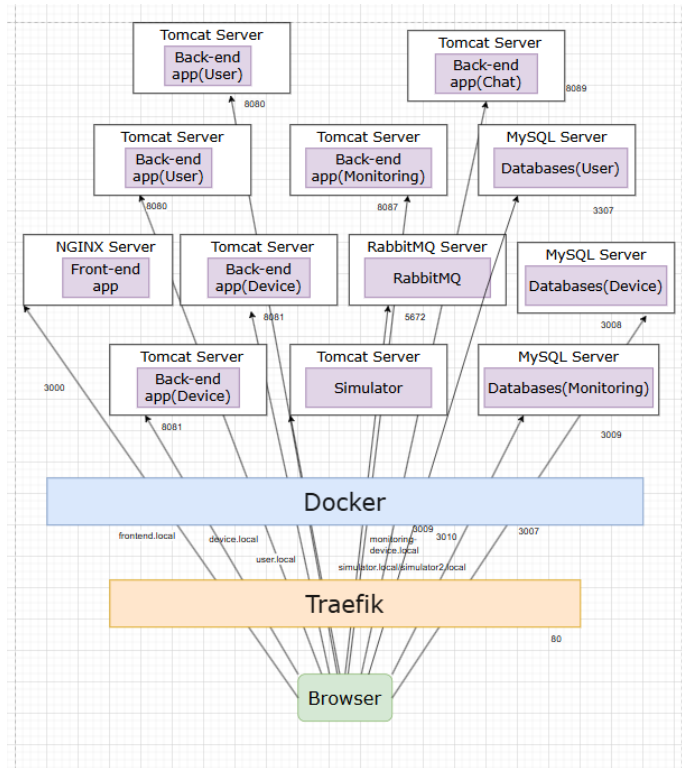 Tomcat Server
Back-end
app(User)
8080
Tomcat Server
Back-end
app(Chat)
8089
Tomcat Server
Back-end
app(User)
8080
Tomcat Server
Back-end
app(Monitoring)
8087
MySQL Server
Databases(User)
3307
NGINX Server
Front-end
app
3000
Tomcat Server
Back-end
app(Device)
8081
RabbitMQ Server
RabbitMQ
5672
MySQL Server
Databases(Device)
3008
Tomcat Server
Back-end
app(Device)
8081
Tomcat Server
Simulator
MySQL Server
Databases(Monitoring)
3009
Docker
frontend.local
device.local
user.local
monitoring-
device.local
simulator.local/simulator2.local
3009
3010
3007
Traefik
80
Browser